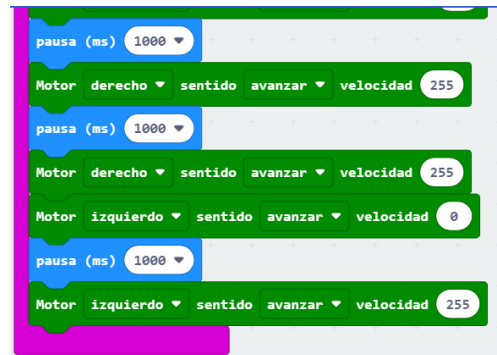 pausa (ms) 1000
Motor derecho sentido avanzar velocidad 255
pausa (ms) 1000
Motor derecho sentido avanzar velocidad 255
Motor izquierdo sentido avanzar velocidad 0
pausa (ms) 1000
Motor izquierdo sentido avanzar velocidad 255